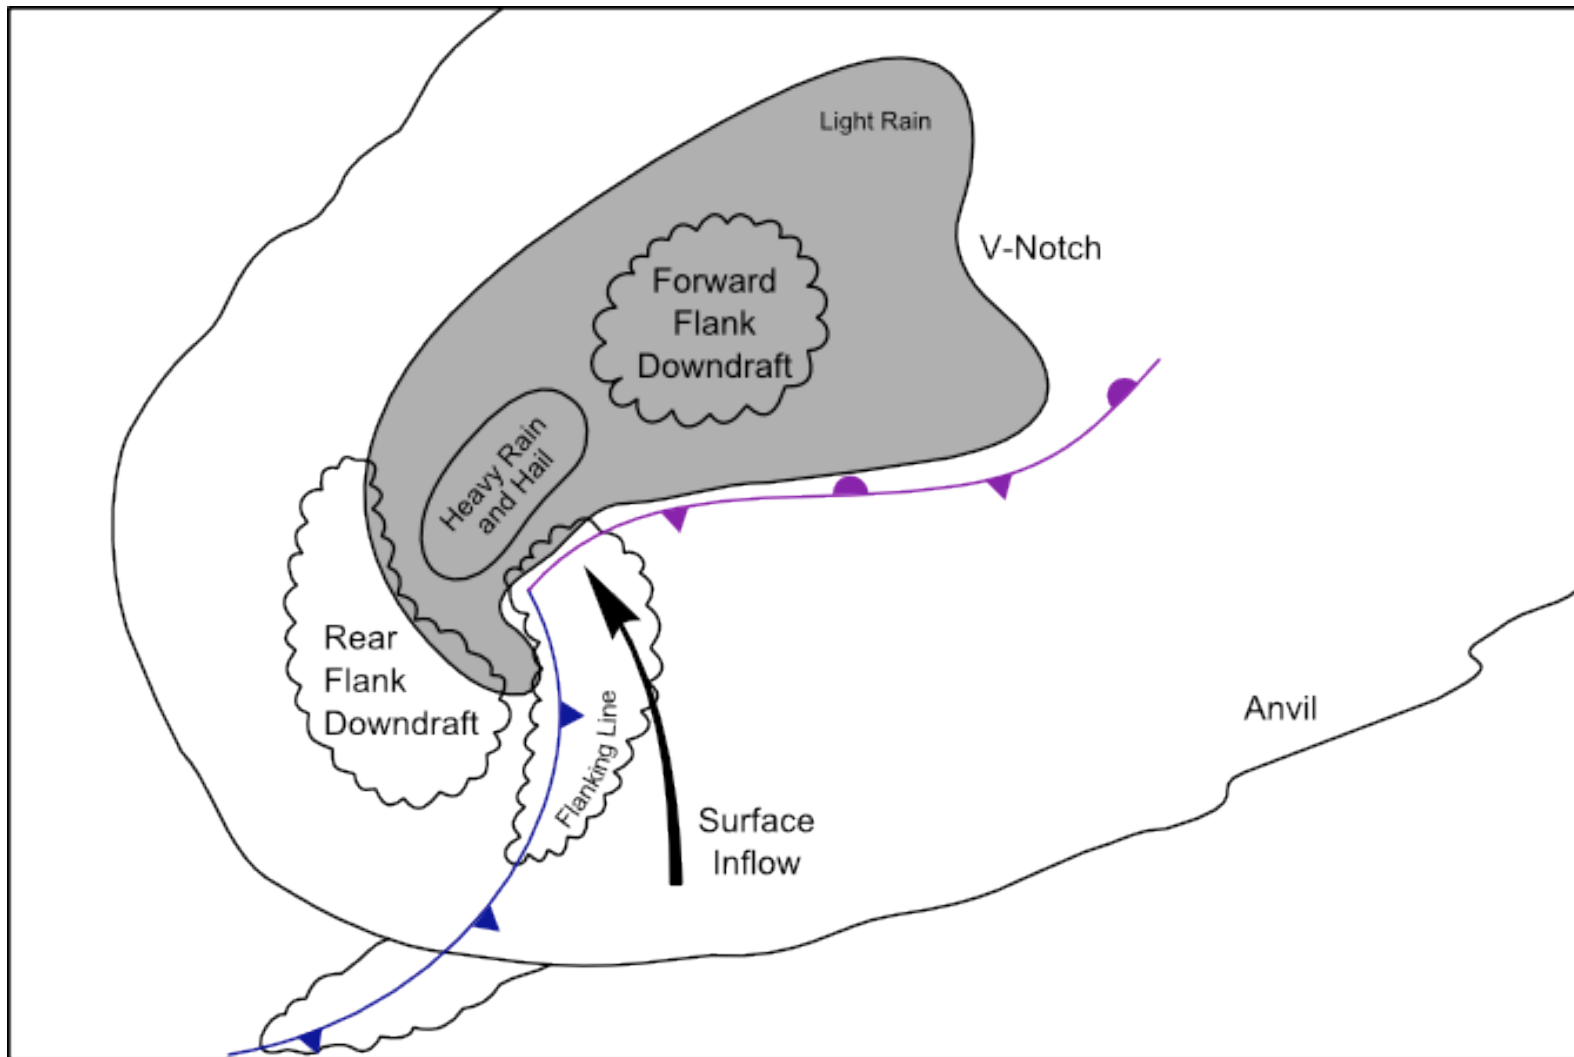 Light Rain
V-Notch
Forward
Flank
Downdraft
Heavy Rain
and Hail
Rear
Flank
Downdraft
Flanking Line
Anvil
Surface
Inflow